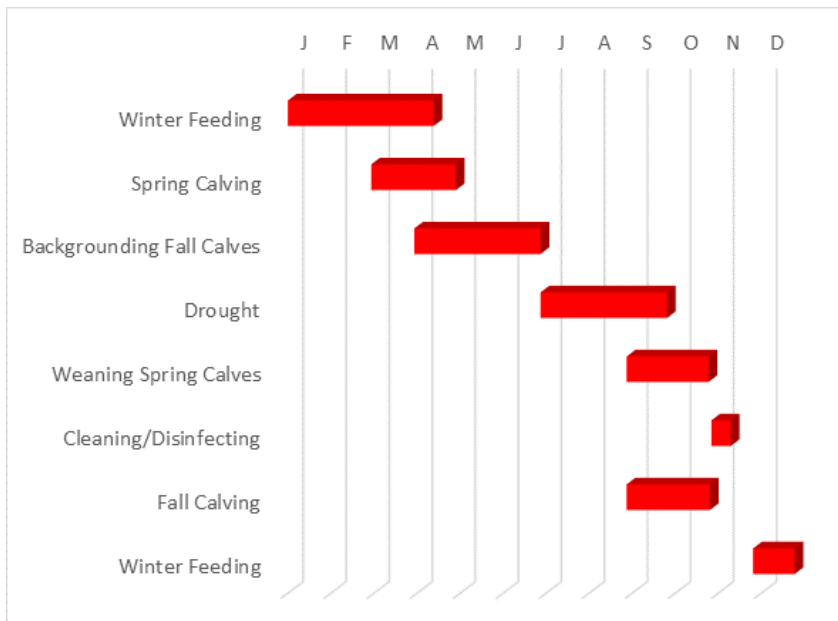 J F M A M J J A S O N D
Winter Feeding
Spring Calving
Backgrounding Fall Calves
Drought
Weaning Spring Calves
Cleaning/Disinfecting
Fall Calving
Winter Feeding